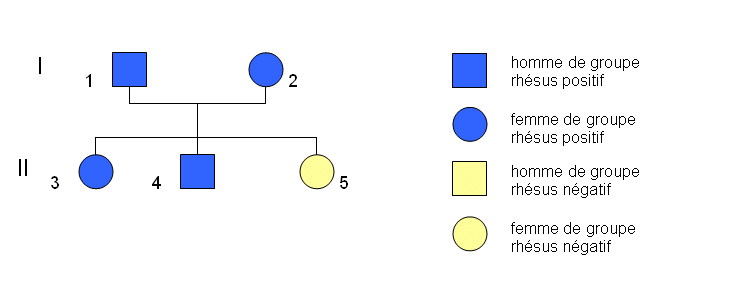 I
1
2
II
3
4
5
homme de groupe
rhésus positif
femme de groupe
rhésus positif
homme de groupe
rhésus négatif
femme de groupe
rhésus négatif